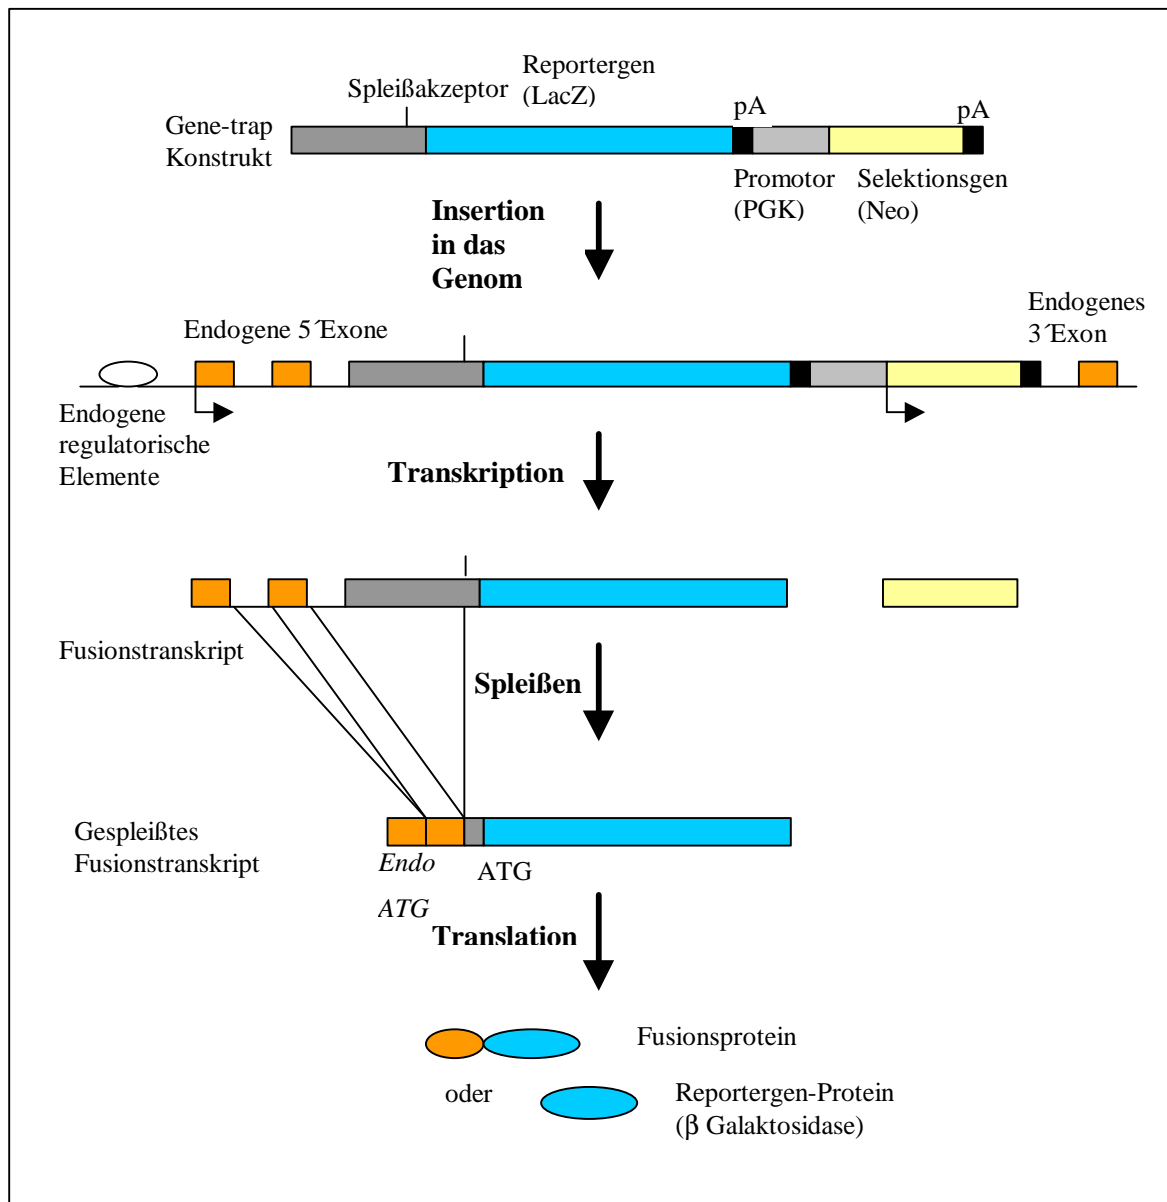 Reportergen
(LacZ)
Spleißakzeptor
pA
pA
Gene-trap
Konstrukt
Promotor
(PGK)
Selektionsgen
(Neo)
Insertion
in das
Genom
Endogenes
3´Exon
Endogene 5´Exone
Endogene
regulatorische
Elemente
Transkription
Fusionstranskript
Spleißen
Gespleißtes
Fusionstranskript
Endo
ATG
ATG
Translation
Fusionsprotein
oder
Reportergen-Protein
(β Galaktosidase)